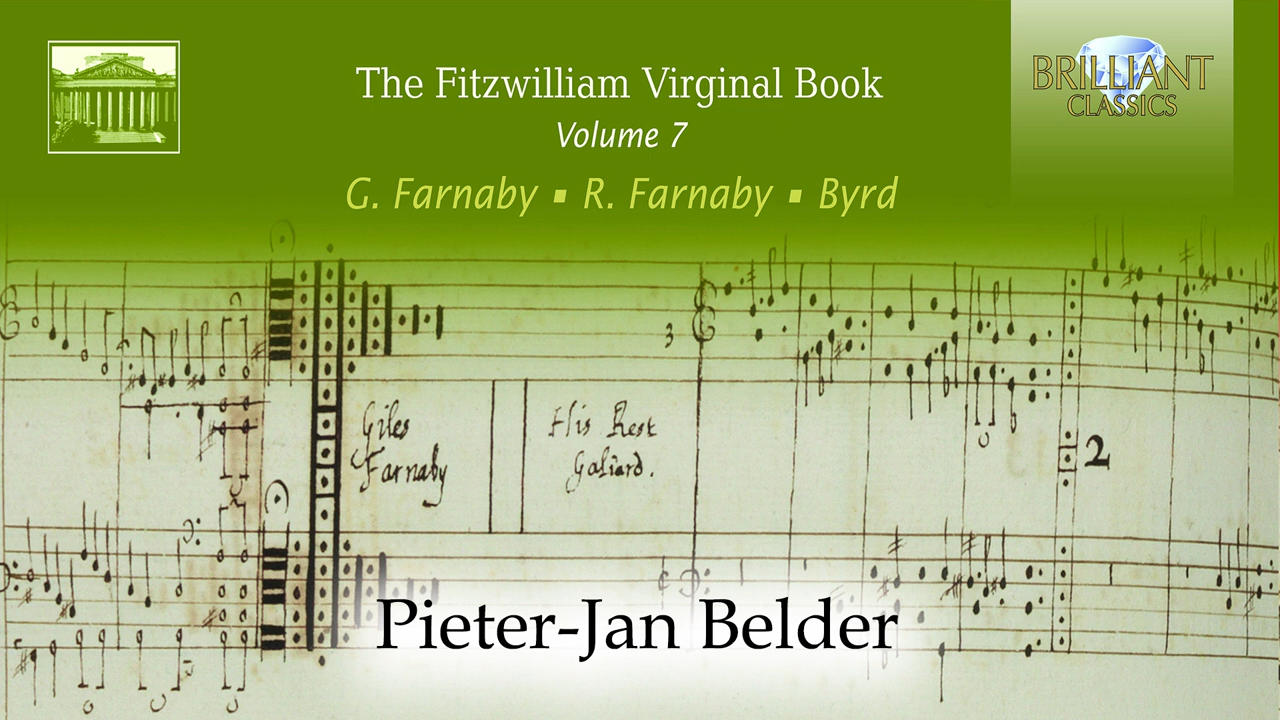 The Fitzwilliam Virginal Book
Volume 7
G. Farnaby ▪ R. Farnaby ▪ Byrd
BRILLIANT
CLASSICS
3
Giles
Farnaby
His Rest
Galiard.
2
Pieter-Jan Belder